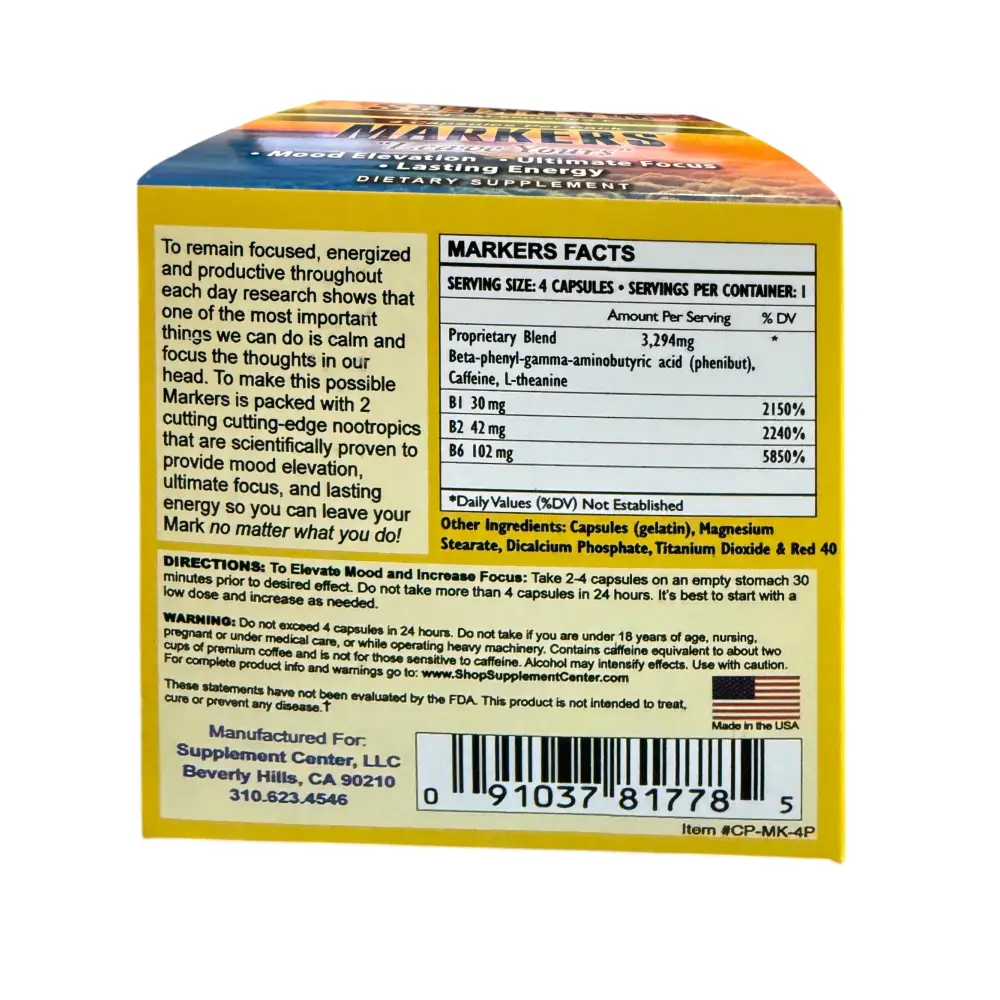 MARKERS
• Mood Elevation • Ultimate Focus
• Lasting Energy
DIETARY SUPPLEMENT
To remain focused, energized
and productive throughout
each day research shows that
one of the most important
things we can do is calm and
focus the thoughts in our
head. To make this possible
Markers is packed with 2
cutting cutting-edge nootropics
that are scientifically proven to
provide mood elevation,
ultimate focus, and lasting
energy so you can leave your
Mark no matter what you do!
MARKERS FACTS
SERVING SIZE: 4 CAPSULES • SERVINGS PER CONTAINER: 1
Amount Per Serving % DV
Proprietary Blend 3,294mg *
Beta-phenyl-gamma-aminobutyric acid (phenibut),
Caffeine, L-theanine
B1 30 mg 2150%
B2 42 mg 2240%
B6 102 mg 5850%
*Daily Values (%DV) Not Established
Other Ingredients: Capsules (gelatin), Magnesium
Stearate, Dicalcium Phosphate, Titanium Dioxide & Red 40
DIRECTIONS: To Elevate Mood and Increase Focus: Take 2-4 capsules on an empty stomach 30
minutes prior to desired effect. Do not take more than 4 capsules in 24 hours. It's best to start with a
low dose and increase as needed.
WARNING: Do not exceed 4 capsules in 24 hours. Do not take if you are under 18 years of age, nursing,
pregnant or under medical care, or while operating heavy machinery. Contains caffeine equivalent to about two
cups of premium coffee and is not for those sensitive to caffeine. Alcohol may intensify effects. Use with caution.
For complete product info and warnings go to: www.ShopSupplementCenter.com
These statements have not been evaluated by the FDA. This product is not intended to treat,
cure or prevent any disease.†
Made in the USA
Manufactured For:
Supplement Center, LLC
Beverly Hills, CA 90210
310.623.4546
0 91037 81778 5
Item #CP-MK-4P